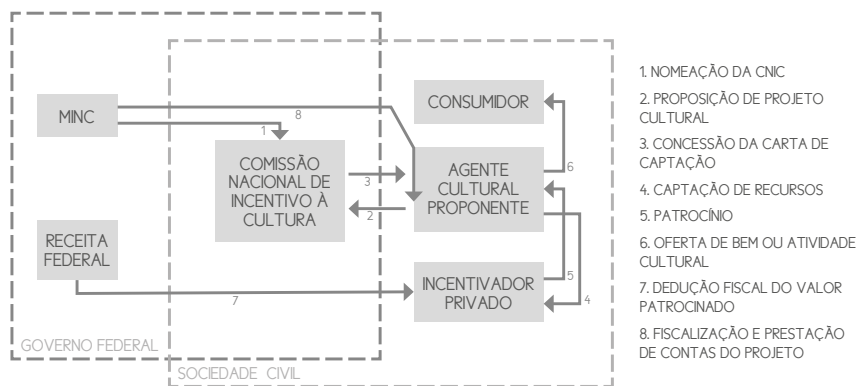 MINC
8
1
CONSUMIDOR
COMISSÃO
NACIONAL DE
INCENTIVO À
CULTURA
3
2
AGENTE
CULTURAL
PROPONENTE
6
RECEITA
FEDERAL
7
INCENTIVADOR
PRIVADO
5
4
GOVERNO FEDERAL
SOCIEDADE CIVIL
1. NOMEAÇÃO DA CNIC
2. PROPOSIÇÃO DE PROJETO
CULTURAL
3. CONCESSÃO DA CARTA DE
CAPTAÇÃO
4. CAPTAÇÃO DE RECURSOS
5. PATROCÍNIO
6. OFERTA DE BEM OU ATIVIDADE
CULTURAL
7. DEDUÇÃO FISCAL DO VALOR
PATROCINADO
8. FISCALIZAÇÃO E PRESTAÇÃO
DE CONTAS DO PROJETO